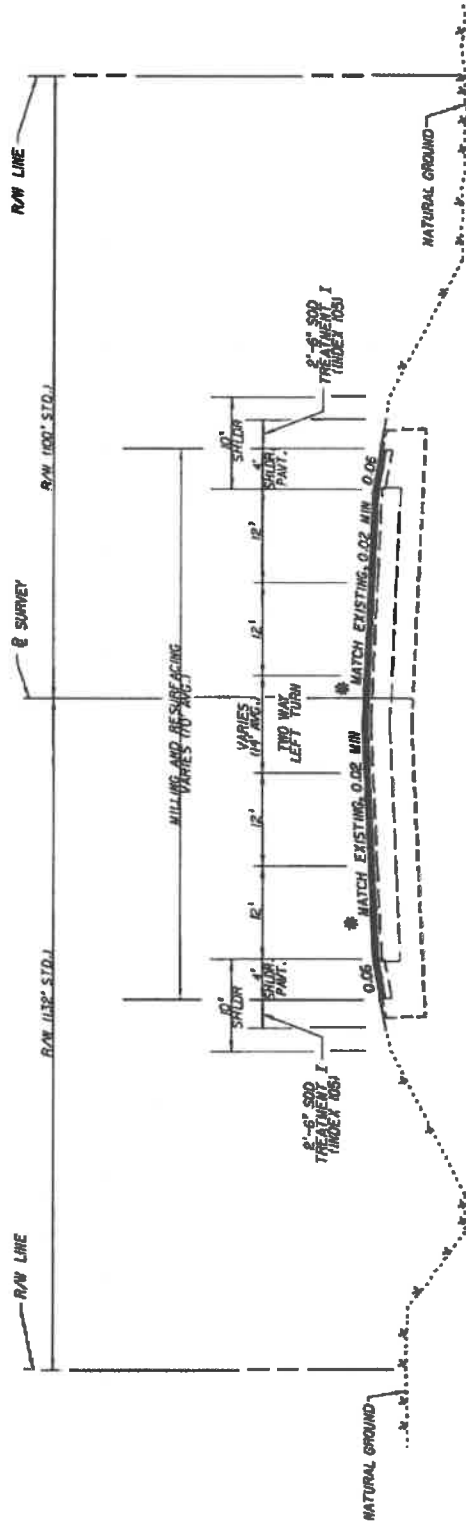 R/W LINE
R/W LINE
R/W (132' STD.)
R/W (100' STD.)
℄ SURVEY
MILLING AND RESURFACING
VARIES (70' AVG.)
10'
SHLDR
4'
SHLDR.
PAVT.
12'
12'
VARIES
(14' AVG.)
TWO WAY
LEFT TURN
12'
12'
4'
SHLDR.
PAVT.
10'
SHLDR
2'-6" SOD
TREATMENT I
(INDEX 105)
2'-6" SOD
TREATMENT I
(INDEX 105)
0.06
* MATCH EXISTING, 0.02 MIN
* MATCH EXISTING, 0.02 MIN
0.06
NATURAL GROUND
NATURAL GROUND